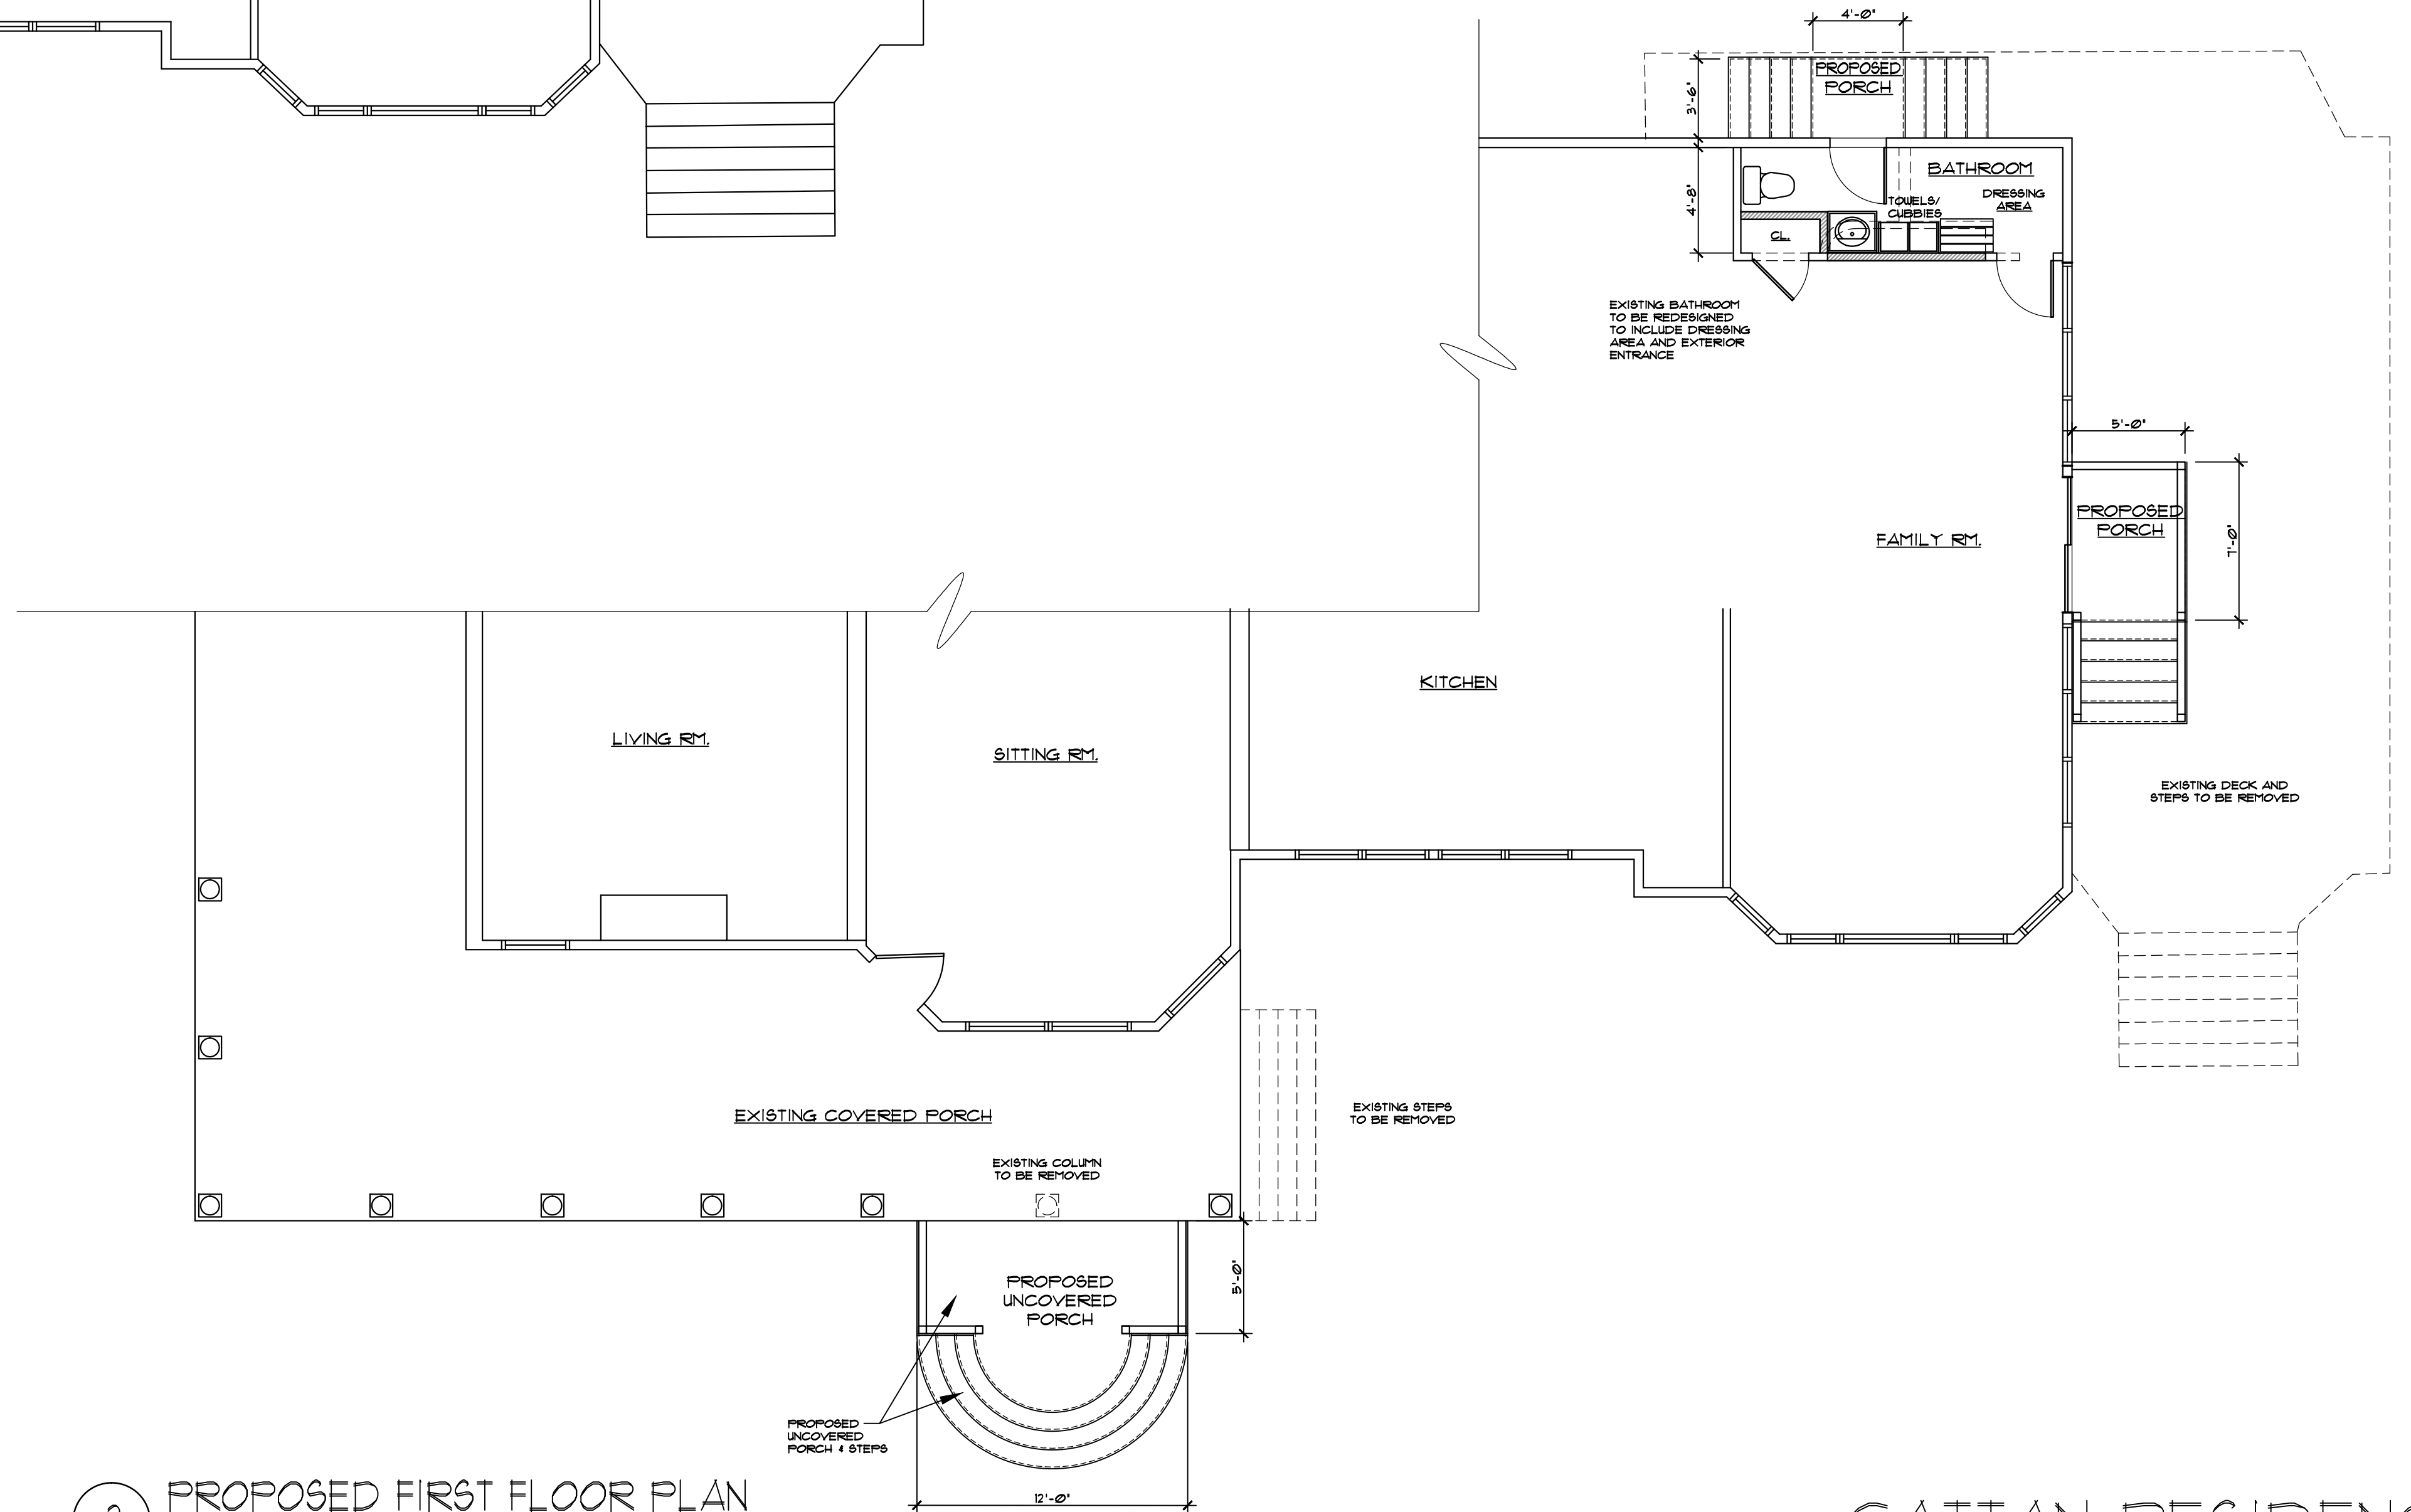 4'-0"
PROPOSED
PORCH
3'-6"
BATHROOM
4'-8"
DRESSING
AREA
TOWELS/
CUBBIES
CL.
EXISTING BATHROOM
TO BE REDESIGNED
TO INCLUDE DRESSING
AREA AND EXTERIOR
ENTRANCE
5'-0"
PROPOSED
PORCH
7'-0"
FAMILY RM.
KITCHEN
LIVING RM.
SITTING RM.
EXISTING DECK AND
STEPS TO BE REMOVED
EXISTING COVERED PORCH
EXISTING STEPS
TO BE REMOVED
EXISTING COLUMN
TO BE REMOVED
PROPOSED
UNCOVERED
PORCH
5'-0"
PROPOSED
UNCOVERED
PORCH & STEPS
12'-0"
PROPOSED FIRST FLOOR PLAN